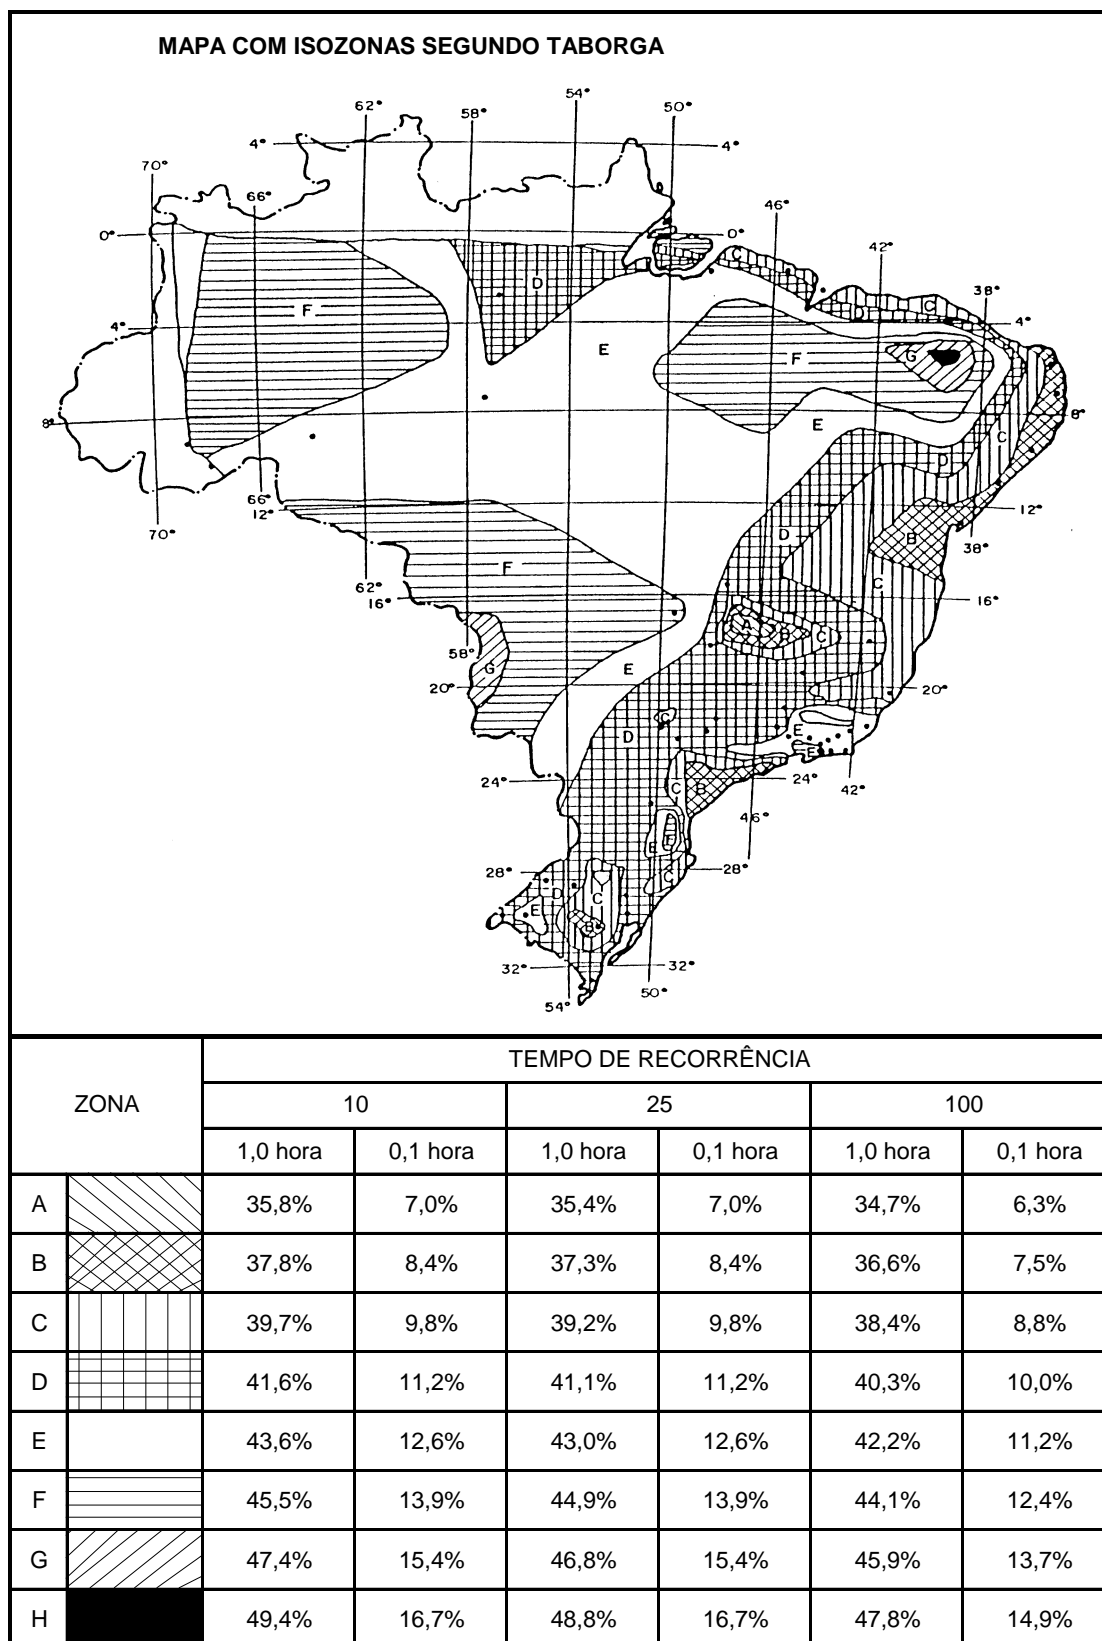 MAPA COM ISOZONAS SEGUNDO TABORGA
54°
62° 58° 50°
4° 4°
70°
66° 46°
0° 0°
C 42°
D 38°
F C
4° D 4°
E F G
8° E C 8°
D
66°
12° 12°
70° B 38°
D
F
62° C
16° 16°
A B C
58°
G E
20° 20°
C
D E
E
24° C B 24°
42°
46°
E F
28° C 28°
D C
E B
32° 32°
54° 50°
ZONA TEMPO DE RECORRÊNCIA
10 25 100
1,0 hora 0,1 hora 1,0 hora 0,1 hora 1,0 hora 0,1 hora
A 35,8% 7,0% 35,4% 7,0% 34,7% 6,3%
B 37,8% 8,4% 37,3% 8,4% 36,6% 7,5%
C 39,7% 9,8% 39,2% 9,8% 38,4% 8,8%
D 41,6% 11,2% 41,1% 11,2% 40,3% 10,0%
E 43,6% 12,6% 43,0% 12,6% 42,2% 11,2%
F 45,5% 13,9% 44,9% 13,9% 44,1% 12,4%
G 47,4% 15,4% 46,8% 15,4% 45,9% 13,7%
H 49,4% 16,7% 48,8% 16,7% 47,8% 14,9%